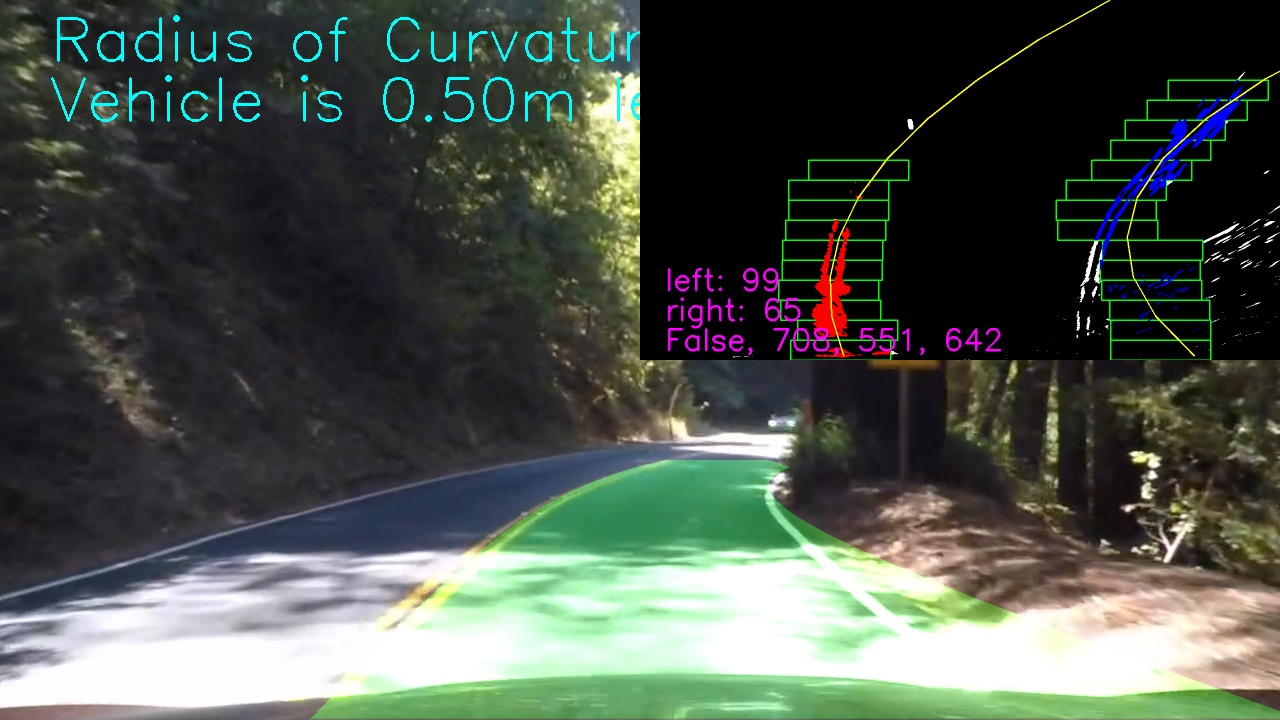 Radius of Curvatur
Vehicle is 0.50m le
left: 99
right: 65
False, 708, 551, 642